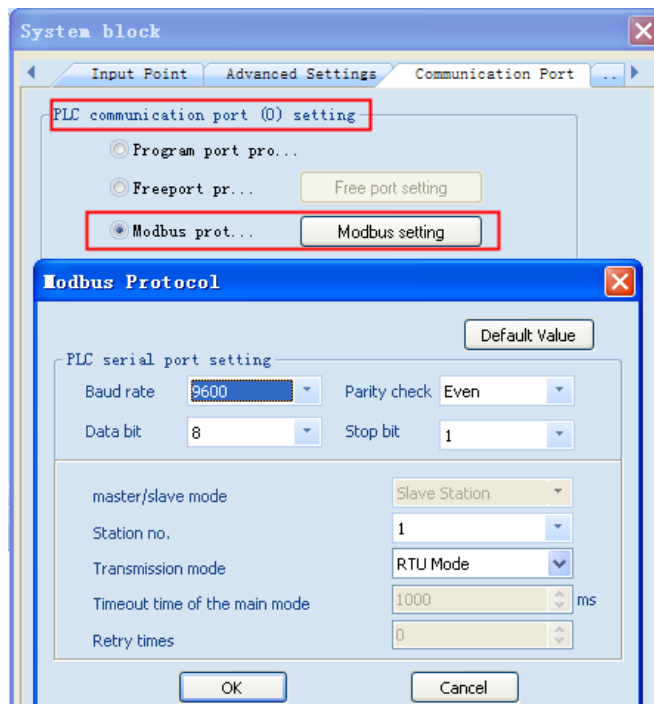 System block
Input Point Advanced Settings Communication Port ..
PLC communication port (0) setting
Program port pro...
Freeport pr... Free port setting
Modbus prot... Modbus setting
Modbus Protocol
Default Value
PLC serial port setting
Baud rate 9600 Parity check Even
Data bit 8 Stop bit 1
master/slave mode Slave Station
Station no. 1
Transmission mode RTU Mode
Timeout time of the main mode 1000 ms
Retry times 0
OK Cancel